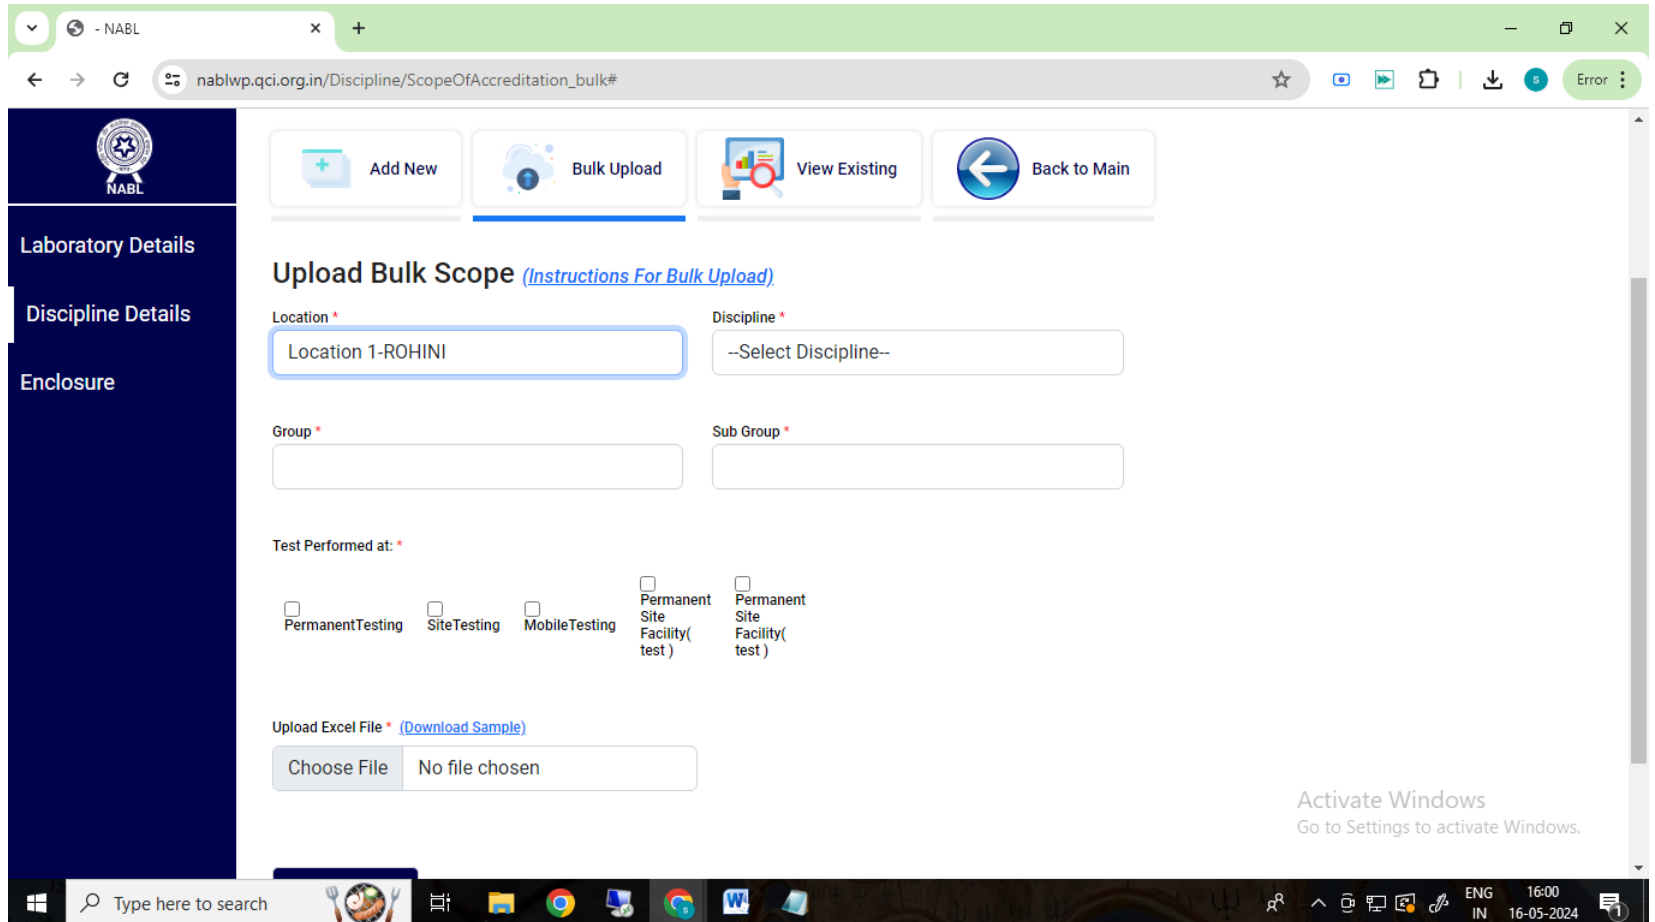 - NABL
nablwp.qci.org.in/Discipline/ScopeOfAccreditation_bulk#
S
Error
NABL
Add New
Bulk Upload
View Existing
Back to Main
Laboratory Details
Discipline Details
Enclosure
Upload Bulk Scope (Instructions For Bulk Upload)
Location *
Discipline *
Location 1-ROHINI
--Select Discipline--
Group *
Sub Group *
Test Performed at: *
PermanentTesting
SiteTesting
MobileTesting
Permanent
Site
Facility(
test )
Permanent
Site
Facility(
test )
Upload Excel File * (Download Sample)
Choose File No file chosen
Activate Windows
Go to Settings to activate Windows.
Type here to search
ENG
IN
16:00
16-05-2024
1